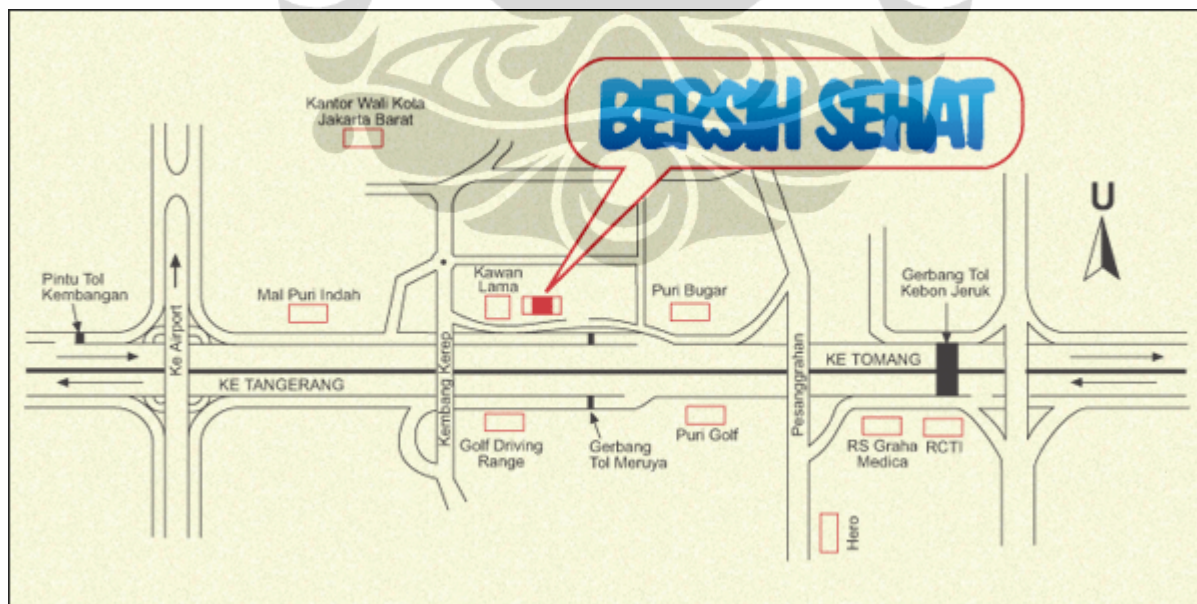 BERSIH SEHAT
Kantor Wali Kota
Jakarta Barat
U
Pintu Tol
Kembangan
Ke Airport
Mal Puri Indah
Kawan
Lama
Puri Bugar
Gerbang Tol
Kebon Jeruk
KE TOMANG
KE TANGERANG
Kembang Kerep
Pesanggrahan
Golf Driving
Range
Gerbang
Tol Meruya
Puri Golf
RS Graha
Medica
RCTI
Hero